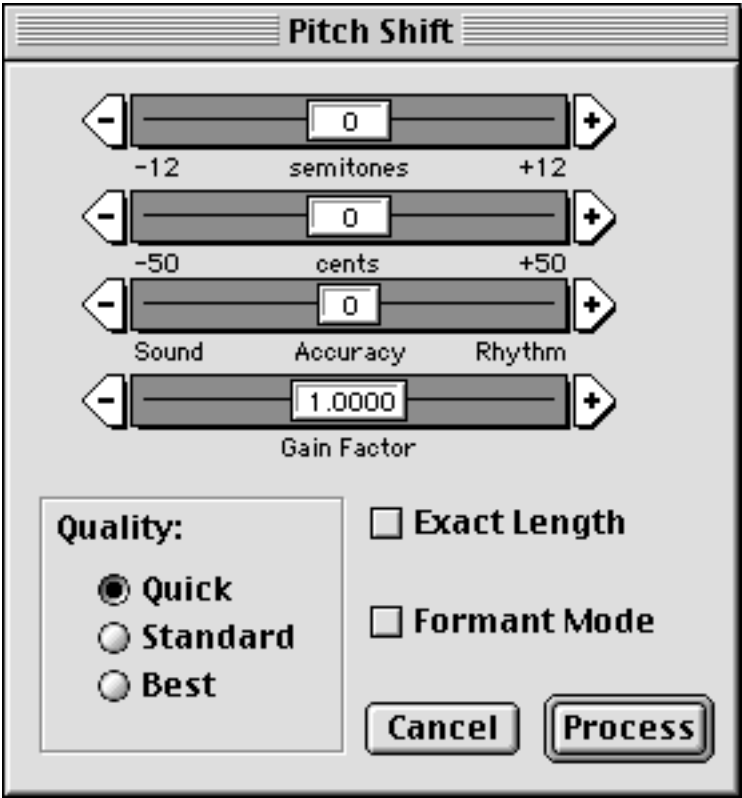 Pitch Shift
- 0 +
-12 semitones +12
- 0 +
-50 cents +50
- 0 +
Sound Accuracy Rhythm
- 1.0000 +
Gain Factor
Quality:
Quick
Standard
Best
Exact Length
Formant Mode
Cancel Process